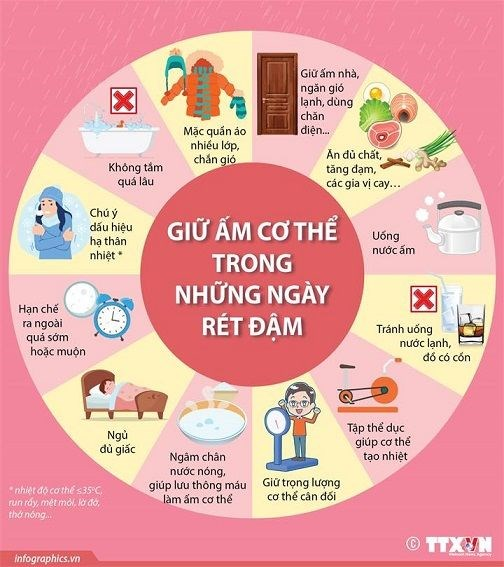 GIỮ ẤM CƠ THỂ
TRONG
NHỮNG NGÀY
RÉT ĐẬM
Mặc quần áo
nhiều lớp,
chắn gió
Giữ ấm nhà,
ngăn gió
lạnh, dùng
chăn
điện...
Ăn đủ chất,
tăng đạm,
các gia vị cay...
Uống
nước ấm
Tránh uống
nước lạnh,
đồ có cồn
Tập thể dục
giúp cơ thể
tạo nhiệt
Giữ trọng lượng
cơ thể cân đối
Ngâm chân
nước nóng,
giúp lưu thông máu
làm ấm cơ thể
Ngủ
đủ giấc
Hạn chế
ra ngoài
quá sớm
hoặc muộn
Chú ý
dấu hiệu
hạ thân
nhiệt *
Không tắm
quá lâu
* nhiệt độ cơ thể ≤35ºC,
run rẩy, mệt mỏi, lờ đờ,
thở nông...
© TTXVN
Vietnam News Agency
infographics.vn